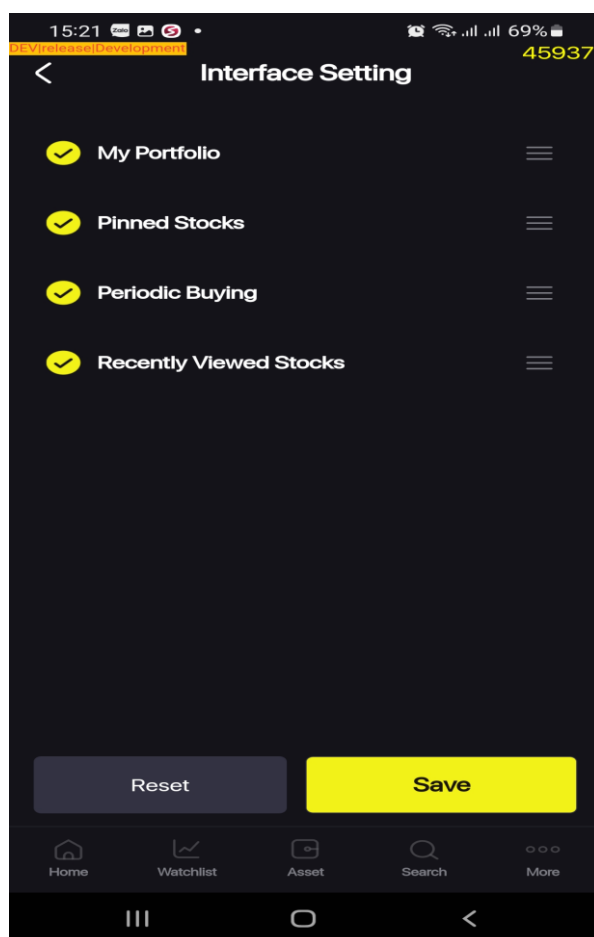 15:21 Zalo 69%
DEV|release|Development
45937
Interface Setting
My Portfolio
Pinned Stocks
Periodic Buying
Recently Viewed Stocks
Reset Save
Home Watchlist Asset Search More